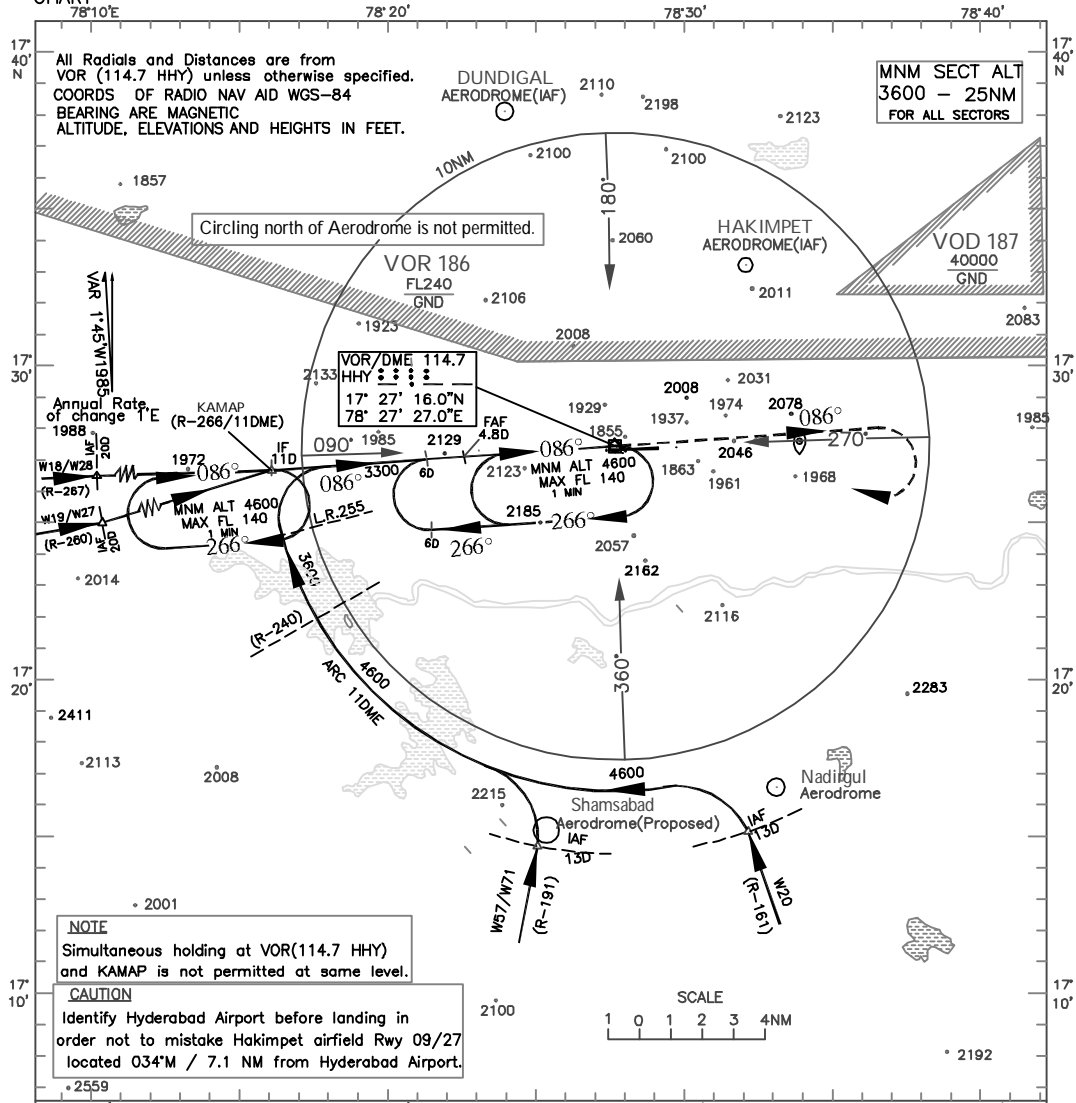 78°10'E
78°20'
78°30'
78°40'
17°
40'
N
17°
40'
N
All Radials and Distances are from
VOR (114.7 HHY) unless otherwise specified.
COORDS OF RADIO NAV AID WGS-84
BEARING ARE MAGNETIC
ALTITUDE, ELEVATIONS AND HEIGHTS IN FEET.
DUNDIGAL
AERODROME(IAF)
MNM SECT ALT
3600 - 25NM
FOR ALL SECTORS
2110
2198
2123
2100
2100
10NM
1857
180°
Circling north of Aerodrome is not permitted.
2060
HAKIMPET
AERODROME(IAF)
VOD 187
40000
GND
VOR 186
FL240
GND
2011
2106
2083
1923
2008
VAR 1°45'W1985
Annual Rate
of change 1'E
17°
30'
17°
30'
VOR/DME 114.7
HHY
17° 27' 16.0"N
78° 27' 27.0"E
2133
2031
2008
1974
2078
1929
1937
1985
1855
KAMAP
(R-266/11DME)
1988
IAF
20D
IF
11D
090°
1985
2129
FAF
4.8D
086°
086°
270°
2046
W18/W28
(R-267)
1972
086°
086°
3300
6D
2123
MNM ALT 4600
MAX FL 140
1 MIN
1863
1961
1968
W19/W27
(R-260)
IAF
20D
MNM ALT 4600
MAX FL 140
1 MIN
266°
L.R.255
2185
266°
6D
266°
2057
2162
2014
3600
2116
(R-240)
360°
17°
20'
17°
20'
4600
ARC 11DME
2283
2411
2113
2008
4600
2215
Shamsabad
Aerodrome(Proposed)
Nadirgul
Aerodrome
IAF
13D
IAF
13D
W57/W71
(R-191)
W20
(R-161)
2001
NOTE
Simultaneous holding at VOR(114.7 HHY)
and KAMAP is not permitted at same level.
17°
10'
17°
10'
CAUTION
Identify Hyderabad Airport before landing in
order not to mistake Hakimpet airfield Rwy 09/27
located 034°M / 7.1 NM from Hyderabad Airport.
2100
SCALE
1 0 1 2 3 4NM
2192
2559